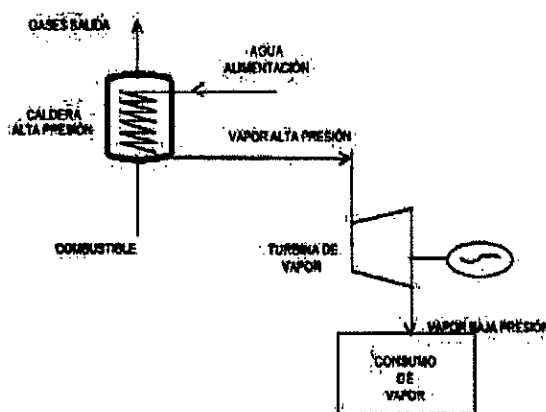 GASES SALIDA
AGUA
ALIMENTACIÓN
CALDERA
ALTA PRESIÓN
VAPOR ALTA PRESIÓN
COMBUSTIBLE
TURBINA DE
VAPOR
VAPOR BAJA PRESIÓN
CONSUMO
DE
VAPOR